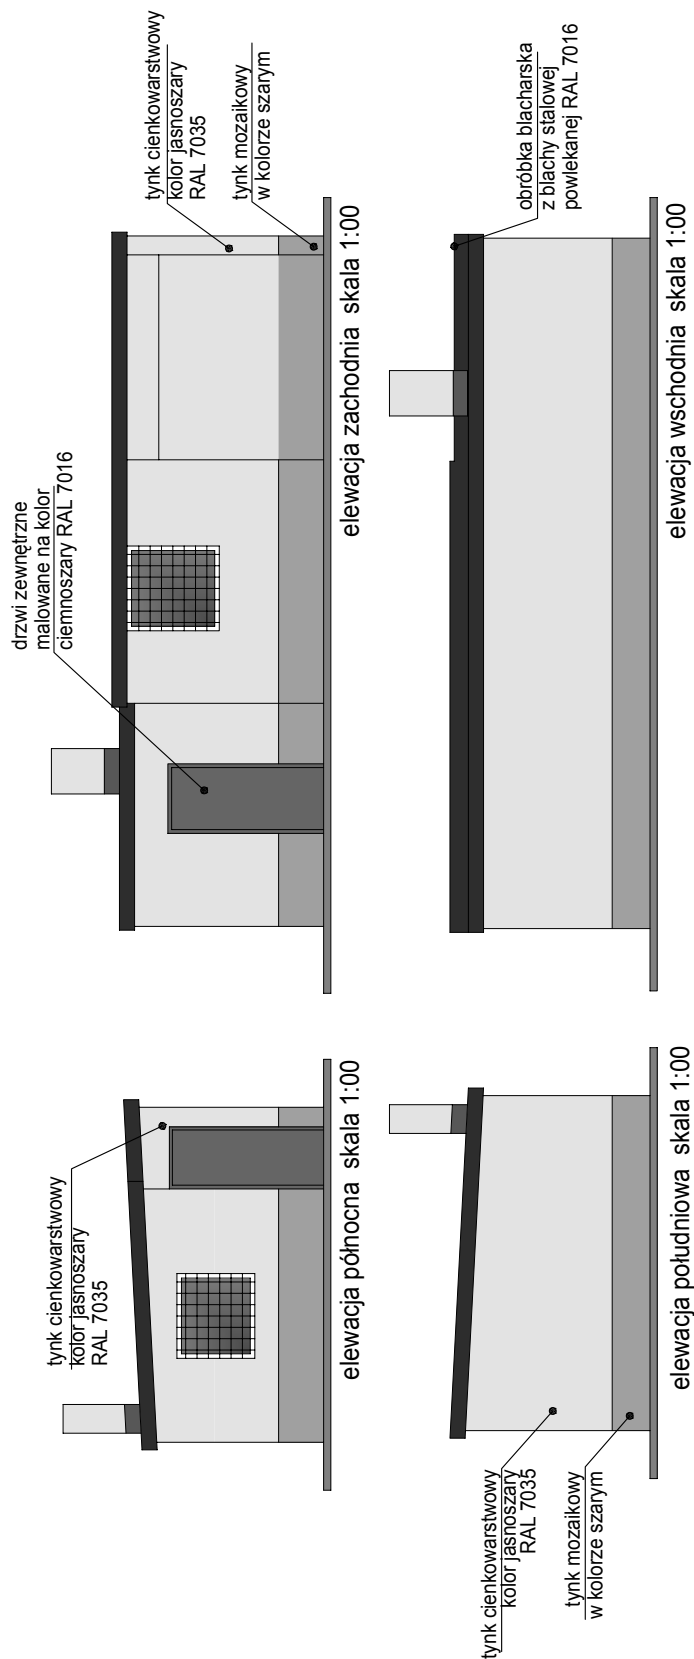 tynk cienkowarstwowy
kolor jasnoszary
RAL 7035
elewacja północna  skala 1:00
drzwi zewnętrzne
malowane na kolor
ciemnoszary RAL 7016
tynk cienkowarstwowy
kolor jasnoszary
RAL 7035
tynk mozaikowy
w kolorze szarym
elewacja zachodnia  skala 1:00
tynk cienkowarstwowy
kolor jasnoszary
RAL 7035
tynk mozaikowy
w kolorze szarym
elewacja południowa  skala 1:00
obróbka blacharska
z blachy stalowej
powlekanej RAL 7016
elewacja wschodnia  skala 1:00